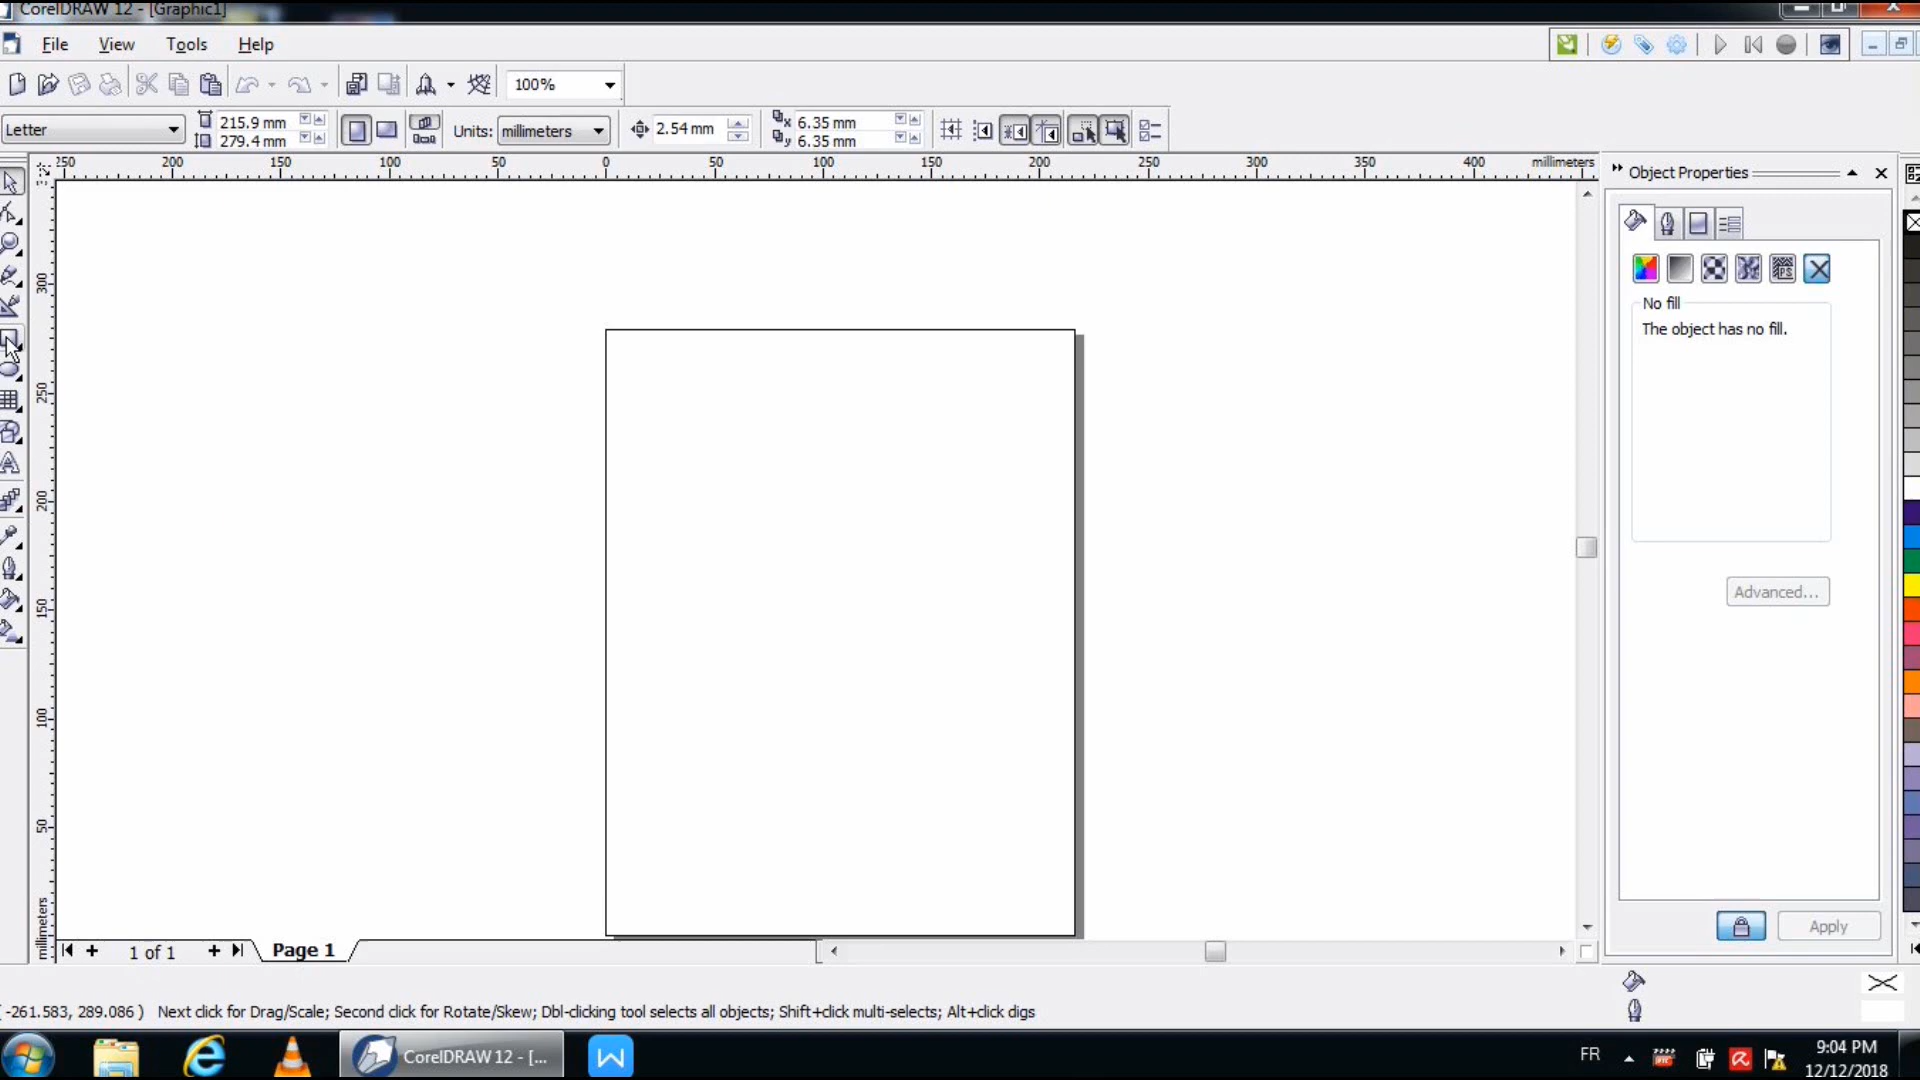 CorelDRAW 12 - [Graphic1]
File View Tools Help
100%
Letter 215.9 mm 279.4 mm Units: millimeters 2.54 mm x 6.35 mm y 6.35 mm
250 200 150 100 50 0 50 100 150 200 250 300 350 400 millimeters
300
250
200
150
100
50
millimeters
Object Properties
PS
No fill
The object has no fill.
Advanced...
Apply
1 of 1 Page 1
-261.583, 289.086 ) Next click for Drag/Scale; Second click for Rotate/Skew; Dbl-clicking tool selects all objects; Shift+click multi-selects; Alt+click digs
CorelDRAW 12 - [...
W
FR
9:04 PM
12/12/2018